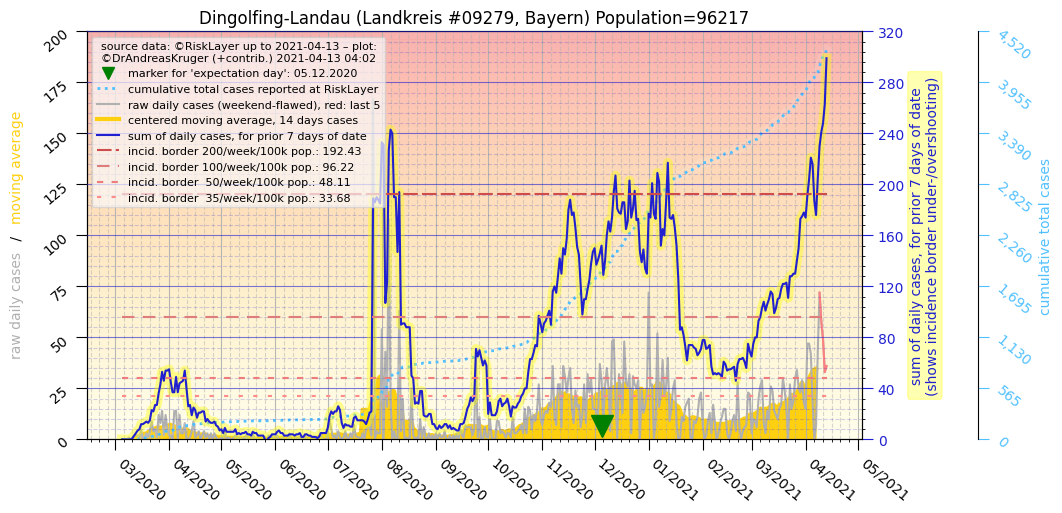 Dingolfing-Landau (Landkreis #09279, Bayern) Population=96217
source data: ©RiskLayer up to 2021-04-13 – plot:
©DrAndreasKruger (+contrib.) 2021-04-13 04:02
marker for 'expectation day': 05.12.2020
cumulative total cases reported at RiskLayer
raw daily cases (weekend-flawed), red: last 5
centered moving average, 14 days cases
sum of daily cases, for prior 7 days of date
incid. border 200/week/100k pop.: 192.43
incid. border 100/week/100k pop.: 96.22
incid. border  50/week/100k pop.: 48.11
incid. border  35/week/100k pop.: 33.68
raw daily cases  /  moving average
200
175
150
125
100
75
50
25
0
03/2020
04/2020
05/2020
06/2020
07/2020
08/2020
09/2020
10/2020
11/2020
12/2020
01/2021
02/2021
03/2021
04/2021
05/2021
320
280
240
200
160
120
80
40
0
sum of daily cases, for prior 7 days of date
(shows incidence border under-/overshooting)
4,520
3,955
3,390
2,825
2,260
1,695
1,130
565
0
cumulative total cases